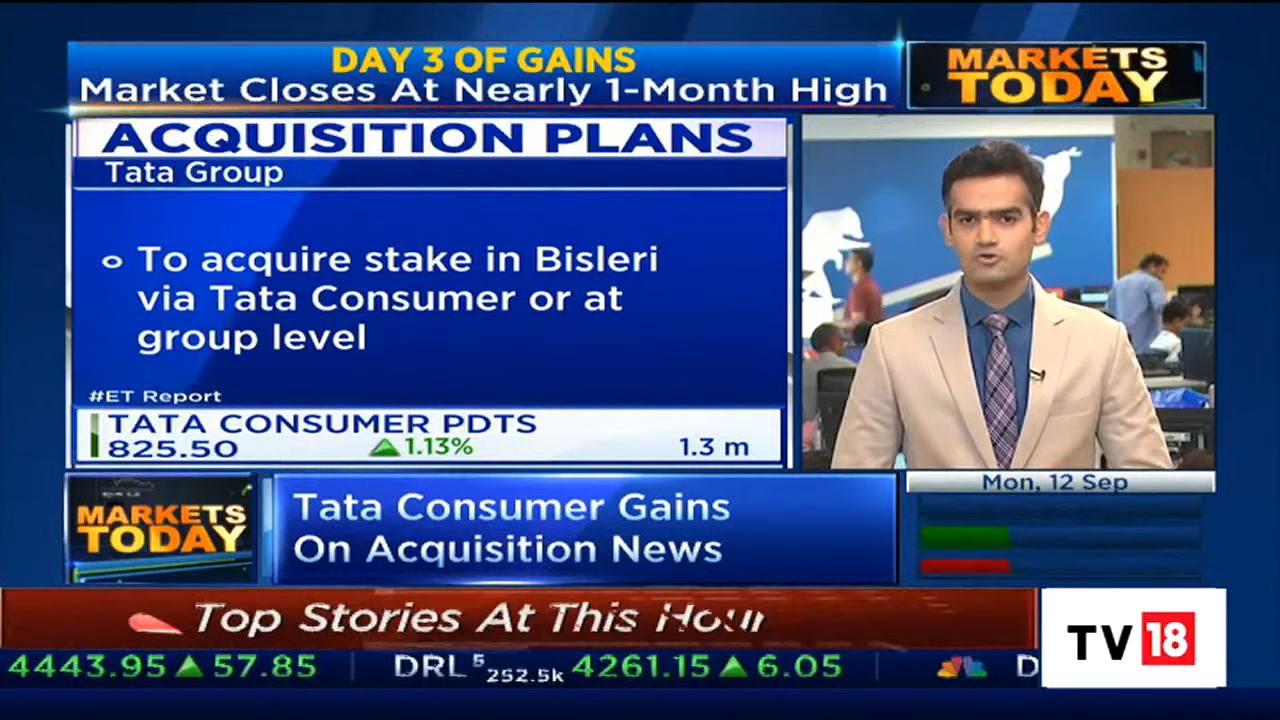 DAY 3 OF GAINS
Market Closes At Nearly 1-Month High
MARKETS
TODAY
ACQUISITION PLANS
Tata Group
To acquire stake in Bisleri
via Tata Consumer or at
group level
#ET Report
TATA CONSUMER PDTS
825.50 1.13% 1.3 m
Mon, 12 Sep
MARKETS
TODAY
Tata Consumer Gains
On Acquisition News
Top Stories At This Hour
TV18
4443.95 57.85 DRL 5 252.5k 4261.15 6.05 D